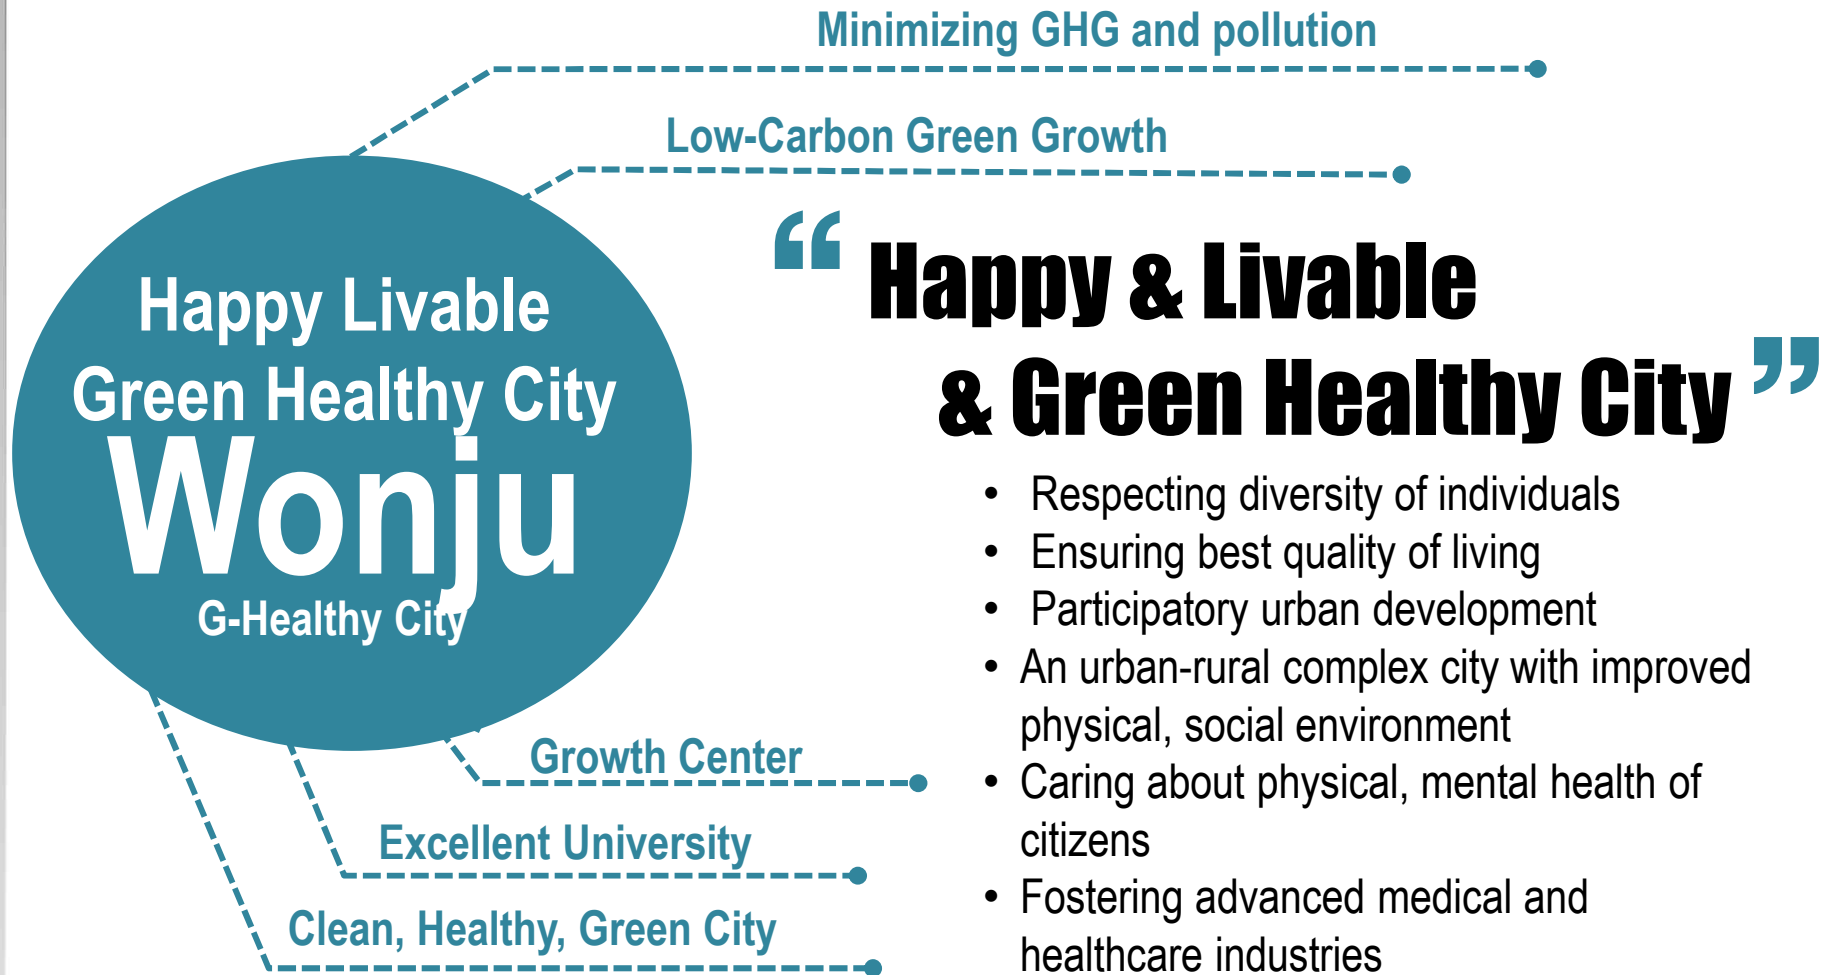 Minimizing GHG and pollution
Low-Carbon Green Growth
Happy Livable
Green Healthy City
Wonju
G-Healthy City
“ Happy & Livable
& Green Healthy City ”
• Respecting diversity of individuals
• Ensuring best quality of living
• Participatory urban development
• An urban-rural complex city with improved
physical, social environment
• Caring about physical, mental health of
citizens
• Fostering advanced medical and
healthcare industries
Growth Center
Excellent University
Clean, Healthy, Green City